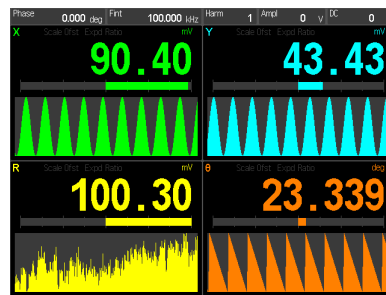 Phase 0.000 deg Fint 100.000 kHz Harm 1 Ampl 0 V DC 0
X Scale Ofst Expd Ratio mV
90.40
Y Scale Ofst Expd Ratio mV
43.43
R Scale Ofst Expd Ratio mV
100.30
θ Scale Ofst Expd Ratio deg
23.339